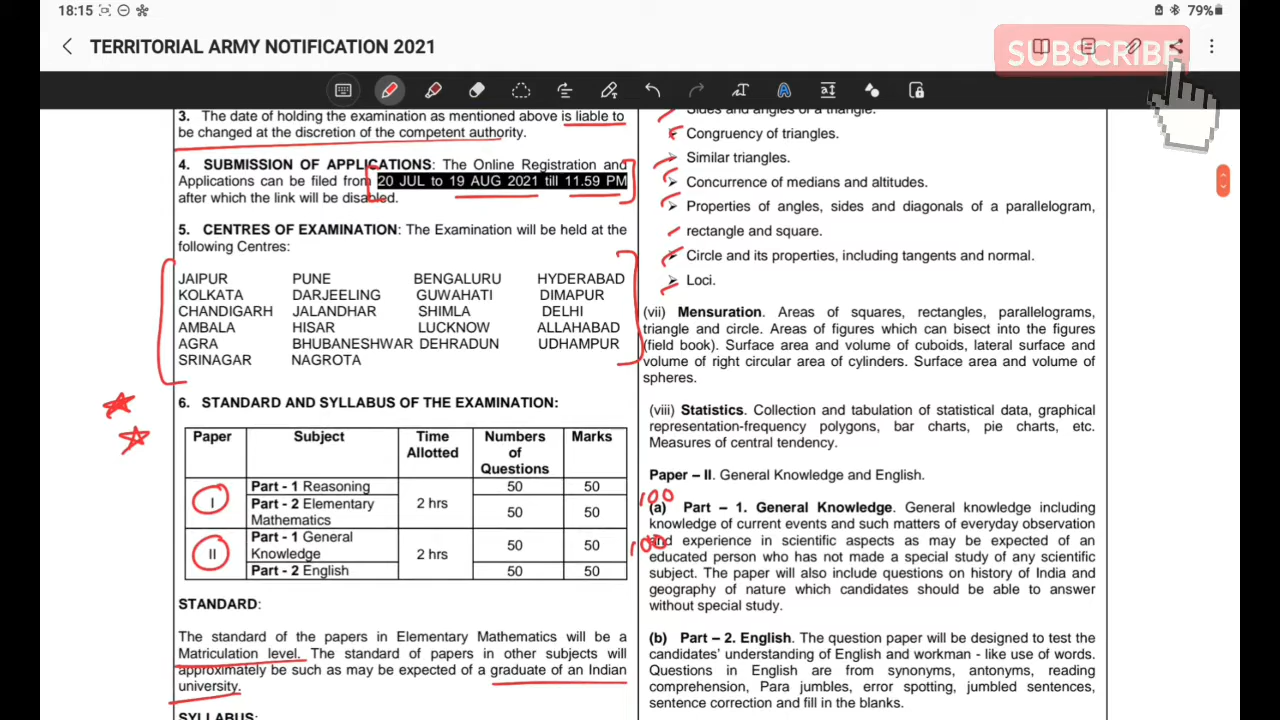 18:15
79%
TERRITORIAL ARMY NOTIFICATION 2021
SUBSCRIBE
3. The date of holding the examination as mentioned above is liable to
be changed at the discretion of the competent authority.
4. SUBMISSION OF APPLICATIONS: The Online Registration and
Applications can be filed from 20 JUL to 19 AUG 2021 till 11.59 PM
after which the link will be disabled.
5. CENTRES OF EXAMINATION: The Examination will be held at the
following Centres:
JAIPUR PUNE BENGALURU HYDERABAD
KOLKATA DARJEELING GUWAHATI DIMAPUR
CHANDIGARH JALANDHAR SHIMLA DELHI
AMBALA HISAR LUCKNOW ALLAHABAD
AGRA BHUBANESHWAR DEHRADUN UDHAMPUR
SRINAGAR NAGROTA
6. STANDARD AND SYLLABUS OF THE EXAMINATION:
Paper Subject Time Allotted Numbers of Questions Marks
I Part - 1 Reasoning 2 hrs 50 50
Part - 2 Elementary Mathematics 50 50
100
II Part - 1 General Knowledge 2 hrs 50 50
Part - 2 English 50 50
100
STANDARD:
The standard of the papers in Elementary Mathematics will be a
Matriculation level. The standard of papers in other subjects will
approximately be such as may be expected of a graduate of an Indian
university.
SYLLABUS:
Sides and angles of a triangle.
Congruency of triangles.
Similar triangles.
Concurrence of medians and altitudes.
Properties of angles, sides and diagonals of a parallelogram,
rectangle and square.
Circle and its properties, including tangents and normal.
Loci.
(vii) Mensuration. Areas of squares, rectangles, parallelograms,
triangle and circle. Areas of figures which can bisect into the figures
(field book). Surface area and volume of cuboids, lateral surface and
volume of right circular area of cylinders. Surface area and volume of
spheres.
(viii) Statistics. Collection and tabulation of statistical data, graphical
representation-frequency polygons, bar charts, pie charts, etc.
Measures of central tendency.
Paper – II. General Knowledge and English.
(a) Part – 1. General Knowledge. General knowledge including
knowledge of current events and such matters of everyday observation
and experience in scientific aspects as may be expected of an
educated person who has not made a special study of any scientific
subject. The paper will also include questions on history of India and
geography of nature which candidates should be able to answer
without special study.
(b) Part – 2. English. The question paper will be designed to test the
candidates' understanding of English and workman - like use of words.
Questions in English are from synonyms, antonyms, reading
comprehension, Para jumbles, error spotting, jumbled sentences,
sentence correction and fill in the blanks.